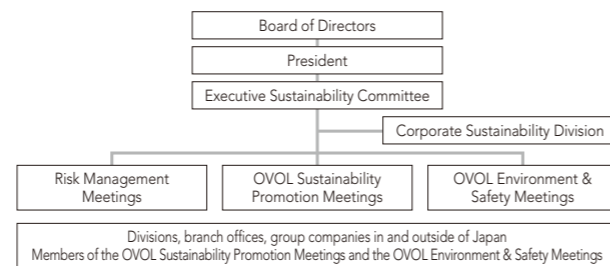 Board of Directors
President
Executive Sustainability Committee
Corporate Sustainability Division
Risk Management
Meetings
OVOL Sustainability
Promotion Meetings
OVOL Environment &
Safety Meetings
Divisions, branch offices, group companies in and outside of Japan
Members of the OVOL Sustainability Promotion Meetings and the OVOL Environment & Safety Meetings